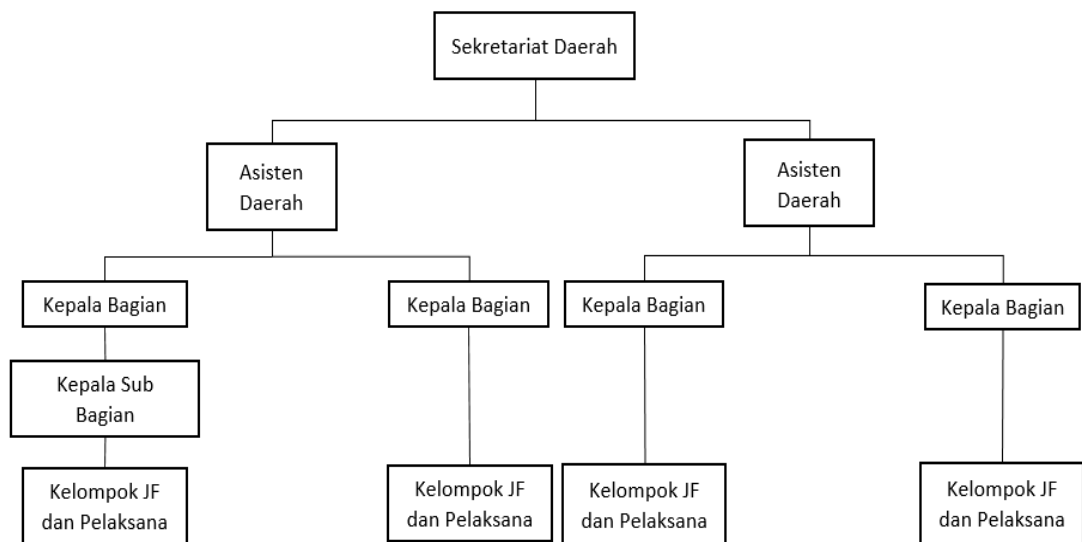 Sekretariat Daerah
Asisten
Daerah
Asisten
Daerah
Kepala Bagian
Kepala Bagian
Kepala Bagian
Kepala Bagian
Kepala Sub
Bagian
Kelompok JF
dan Pelaksana
Kelompok JF
dan Pelaksana
Kelompok JF
dan Pelaksana
Kelompok JF
dan Pelaksana